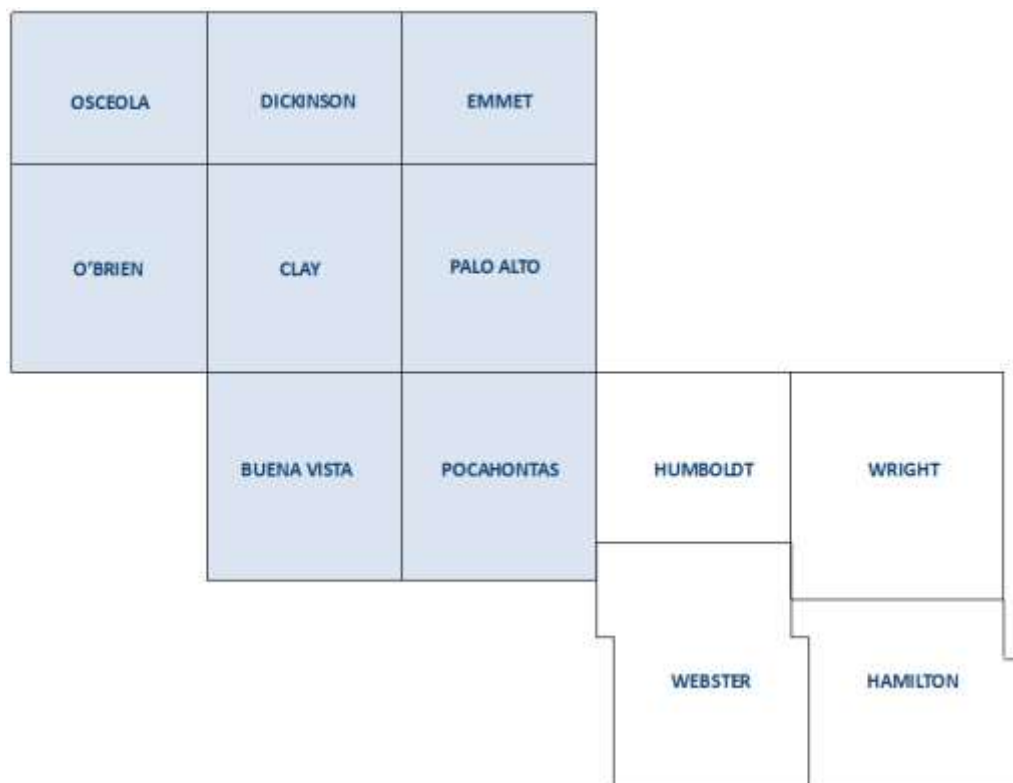 OSCEOLA
DICKINSON
EMMET
O'BRIEN
CLAY
PALO ALTO
BUENA VISTA
POCAHONTAS
HUMBOLDT
WRIGHT
WEBSTER
HAMILTON